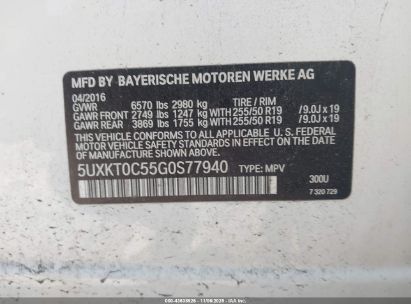 MFD BY BAYERISCHE MOTOREN WERKE AG
04/2016
GVWR 6570 lbs 2980 kg TIRE / RIM
GAWR FRONT 2749 lbs 1247 kg WITH 255/50 R19 /9.0J x 19
GAWR REAR 3869 lbs 1755 kg WITH 255/50 R19 /9.0J x 19
THIS VEHICLE CONFORMS TO ALL APPLICABLE U. S. FEDERAL
MOTOR VEHICLE SAFETY STANDARDS IN EFFECT ON THE DATE OF
MANUFACTURE SHOWN ABOVE.
5UXKT0C55G0S77940 TYPE: MPV
300U
7 320 729